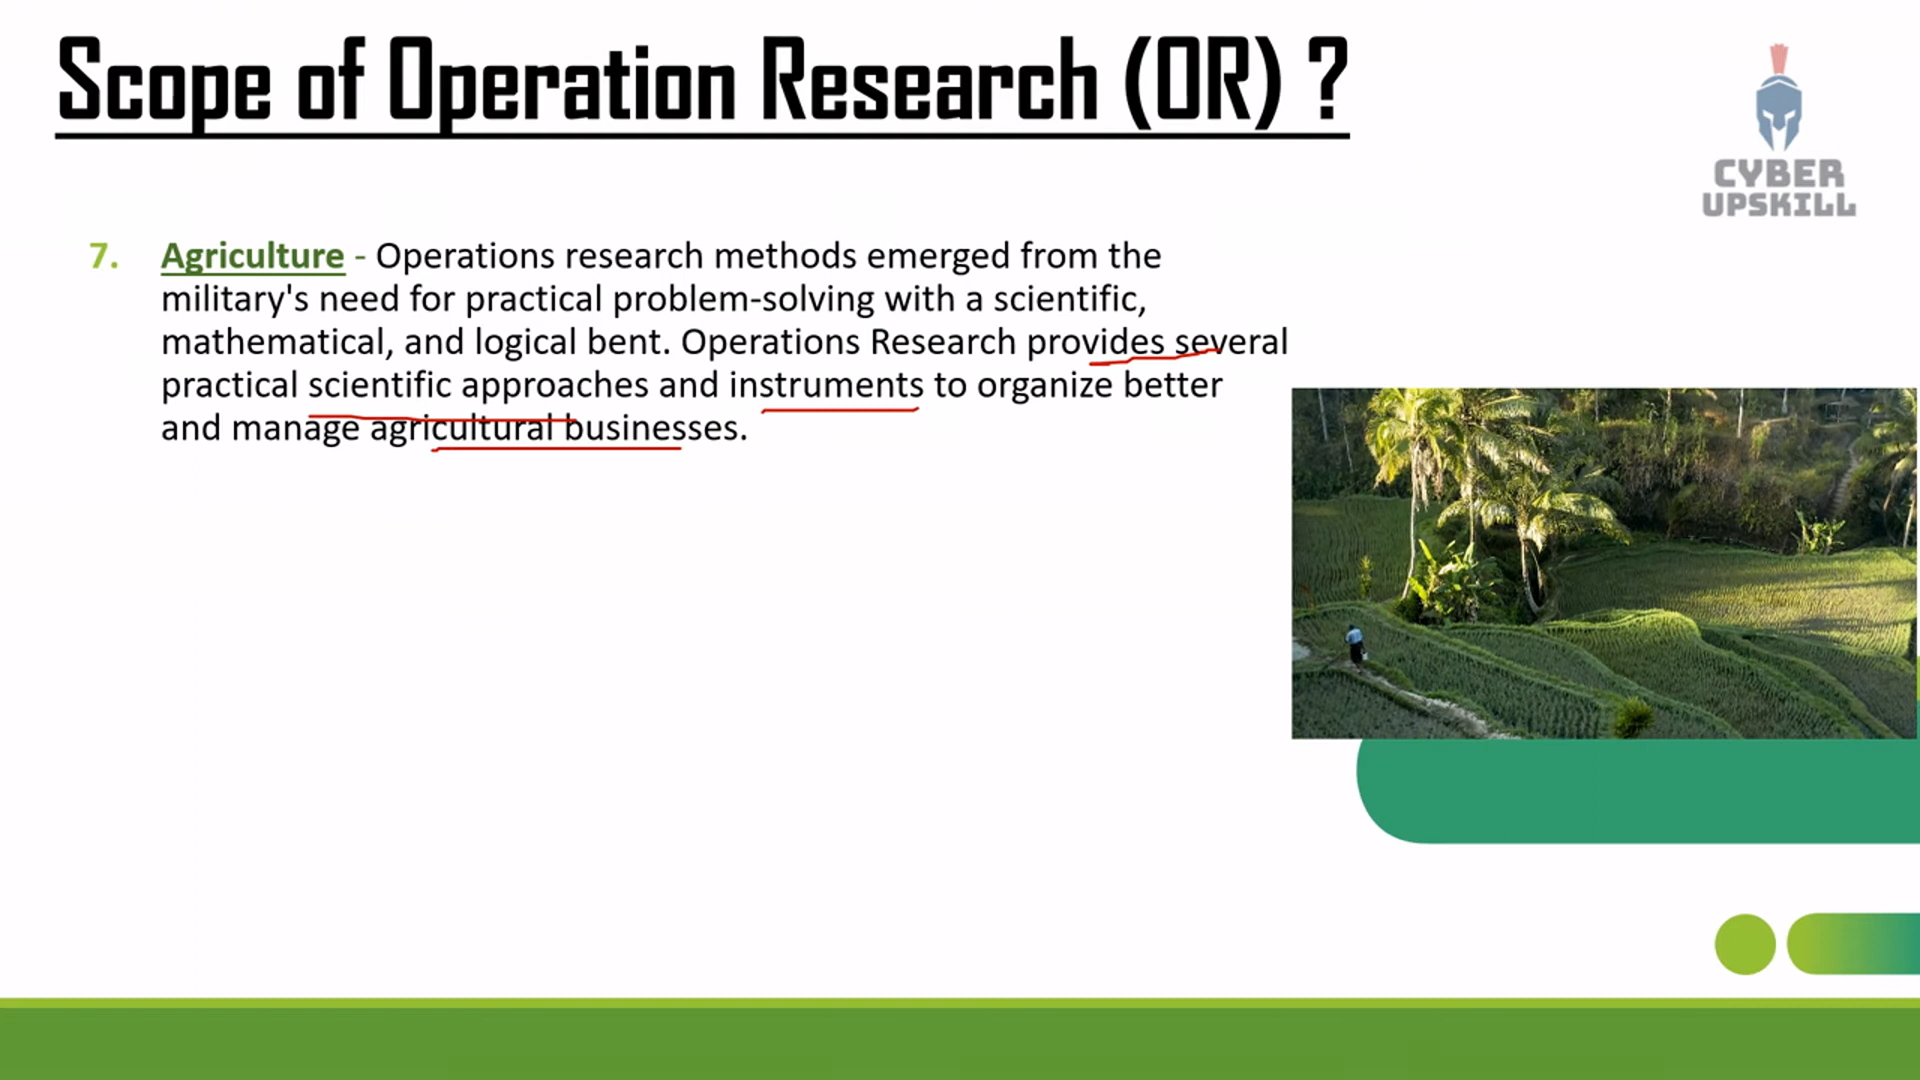 Scope of Operation Research (OR) ?
CYBER
UPSKILL
7. Agriculture - Operations research methods emerged from the
military's need for practical problem-solving with a scientific,
mathematical, and logical bent. Operations Research provides several
practical scientific approaches and instruments to organize better
and manage agricultural businesses.